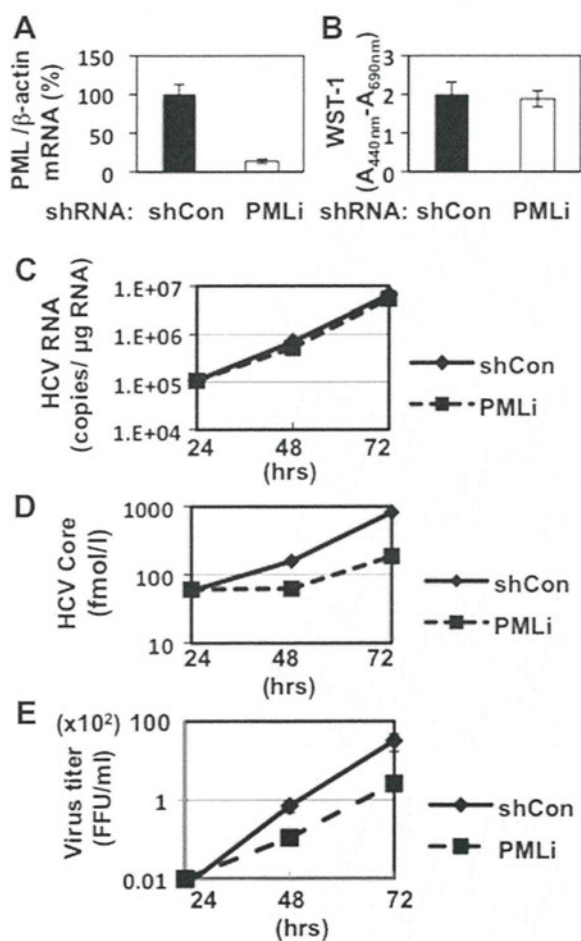 A
PML /β-actin
mRNA (%)
150
100
50
0
shRNA: shCon PMLi
B
WST-1
(A440nm-A690nm)
3
2
1
0
shRNA: shCon PMLi
C
HCV RNA
(copies/ µg RNA)
1.E+07
1.E+06
1.E+05
1.E+04
24 48 72
(hrs)
shCon
PMLi
D
HCV Core
(fmol/l)
1000
100
10
24 48 72
(hrs)
shCon
PMLi
E
(x10²)
Virus titer
(FFU/ml)
100
1
0.01
24 48 72
(hrs)
shCon
PMLi